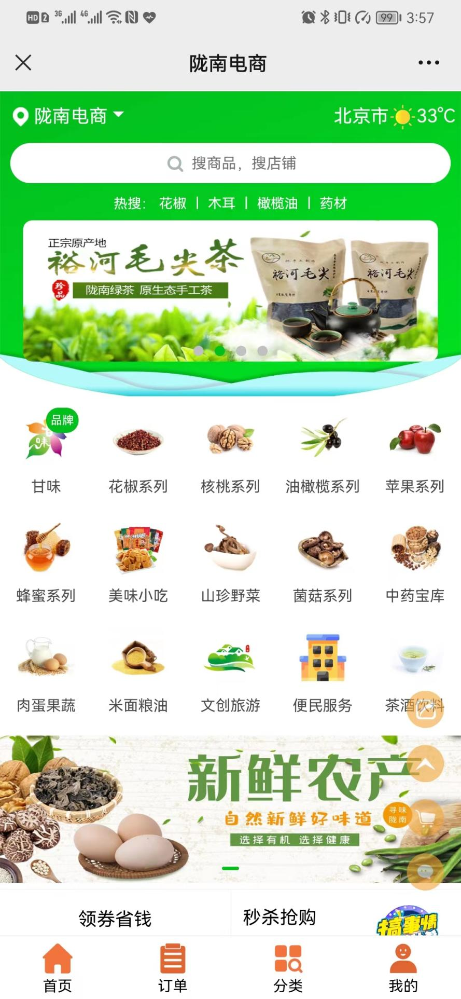 HD 2 3G 4G 99 3:57
陇南电商
陇南电商
北京市 33°C
搜商品，搜店铺
热搜： 花椒 | 木耳 | 橄榄油 | 药材
正宗原产地
裕河毛尖茶
珍品
陇南绿茶 原生态手工茶
裕河毛尖
裕河毛尖
品牌
味
甘味 花椒系列 核桃系列 油橄榄系列 苹果系列
蜂蜜系列 美味小吃 山珍野菜 菌菇系列 中药宝库
肉蛋果蔬 米面粮油 文创旅游 便民服务 茶酒饮料
新鲜农产
自然新鲜好味道
寻味
陇南
选择有机 选择健康
领券省钱
秒杀抢购
搞事情
首页 订单 分类 我的